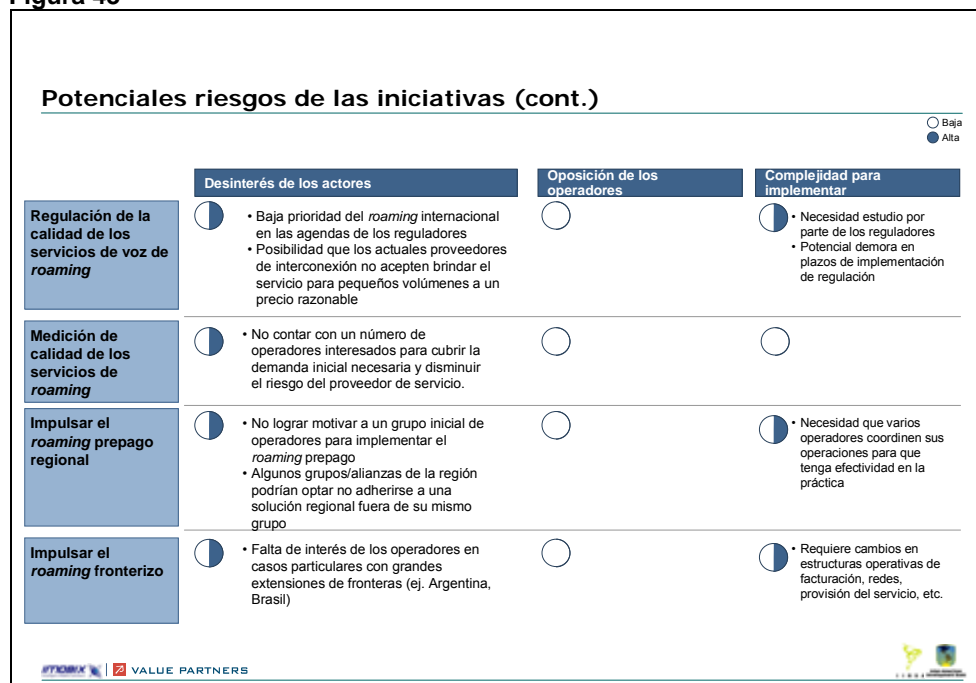 Potenciales riesgos de las iniciativas (cont.)
Baja
Alta
Desinterés de los actores
Oposición de los
operadores
Complejidad para
implementar
Regulación de la
calidad de los
servicios de voz de
roaming
• Baja prioridad del roaming internacional
en las agendas de los reguladores
• Posibilidad que los actuales proveedores
de interconexión no acepten brindar el
servicio para pequeños volúmenes a un
precio razonable
• Necesidad estudio por
parte de los reguladores
• Potencial demora en
plazos de implementación
de regulación
Medición de
calidad de los
servicios de
roaming
• No contar con un número de
operadores interesados para cubrir la
demanda inicial necesaria y disminuir
el riesgo del proveedor de servicio.
Impulsar el
roaming prepago
regional
• No lograr motivar a un grupo inicial de
operadores para implementar el
roaming prepago
• Algunos grupos/alianzas de la región
podrían optar no adherirse a una
solución regional fuera de su mismo
grupo
• Necesidad que varios
operadores coordinen sus
operaciones para que
tenga efectividad en la
práctica
Impulsar el
roaming fronterizo
• Falta de interés de los operadores en
casos particulares con grandes
extensiones de fronteras (ej. Argentina,
Brasil)
• Requiere cambios en
estructuras operativas de
facturación, redes,
provisión del servicio, etc.
VALUE PARTNERS